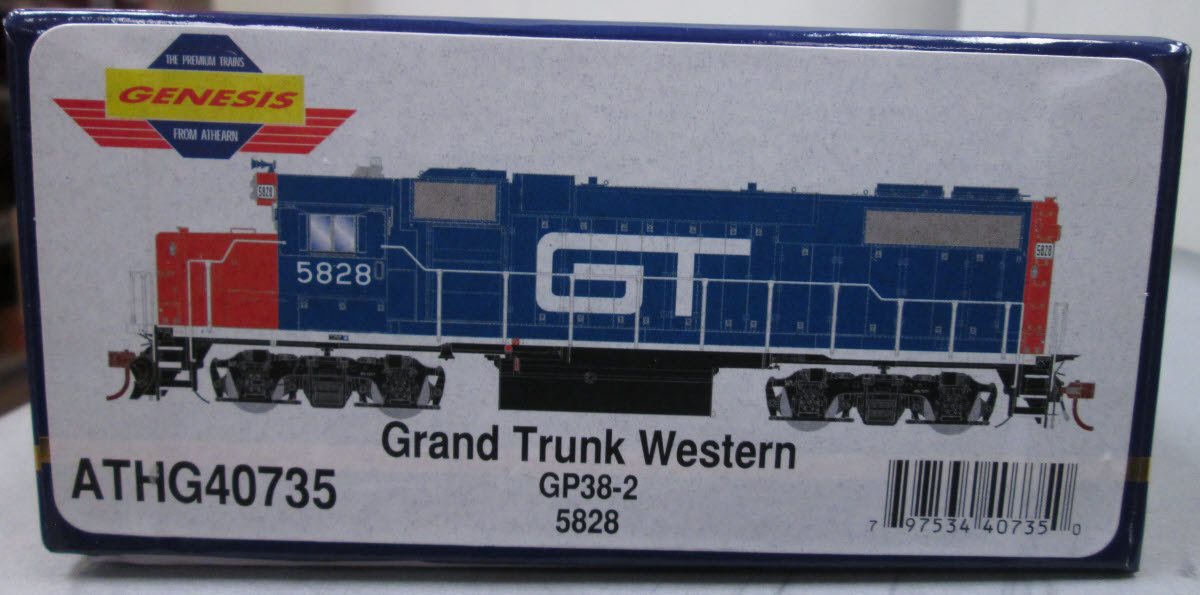 THE PREMIUM TRAINS
GENESIS
FROM ATHEARN
5828
5828
5828
GT
Grand Trunk Western
ATHG40735
GP38-2
5828
7 97534 40735 0